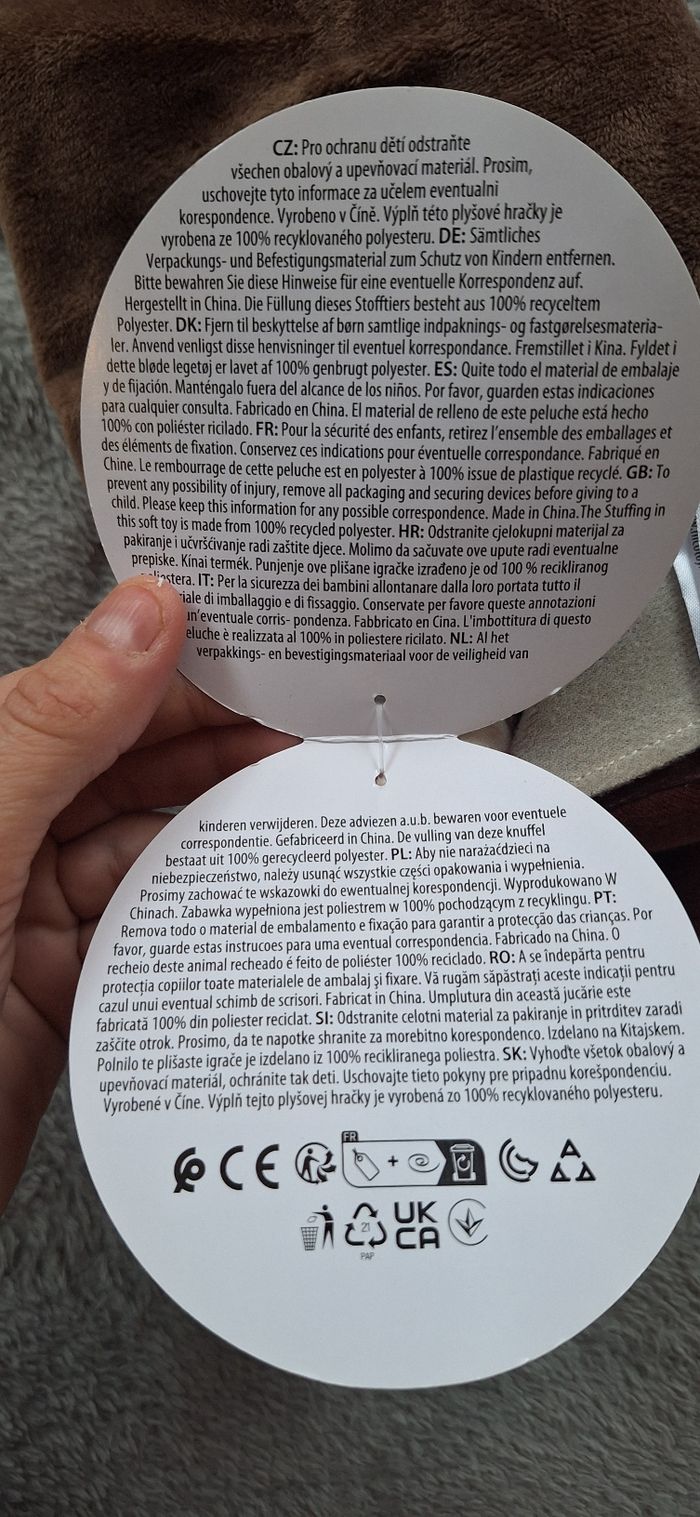 CZ: Pro ochranu dětí odstraňte
všechen obalový a upevňovací materiál. Prosim,
uschovejte tyto informace za učelem eventualni
korespondence. Vyrobeno v Číně. Výplň této plyšové hračky je
vyrobena ze 100% recyklovaného polyesteru. DE: Sämtliches
Verpackungs- und Befestigungsmaterial zum Schutz von Kindern entfernen.
Bitte bewahren Sie diese Hinweise für eine eventuelle Korrespondenz auf.
Hergestellt in China. Die Füllung dieses Stofftiers besteht aus 100% recyceltem
Polyester. DK: Fjern til beskyttelse af børn samtlige indpaknings- og fastgørelsesmateria-
ler. Anvend venligst disse henvisninger til eventuel korrespondance. Fremstillet i Kina. Fyldet i
dette bløde legetøj er lavet af 100% genbrugt polyester. ES: Quite todo el material de embalaje
y de fijación. Manténgalo fuera del alcance de los niños. Por favor, guarden estas indicaciones
para cualquier consulta. Fabricado en China. El material de relleno de este peluche está hecho
100% con poliéster ricilado. FR: Pour la sécurité des enfants, retirez l'ensemble des emballages et
des éléments de fixation. Conservez ces indications pour éventuelle correspondance. Fabriqué en
Chine. Le rembourrage de cette peluche est en polyester à 100% issue de plastique recyclé. GB: To
prevent any possibility of injury, remove all packaging and securing devices before giving to a
child. Please keep this information for any possible correspondence. Made in China.The Stuffing in
this soft toy is made from 100% recycled polyester. HR: Odstranite cjelokupni materijal za
pakiranje i učvršćivanje radi zaštite djece. Molimo da sačuvate ove upute radi eventualne
prepiske. Kínai termék. Punjenje ove plišane igračke izrađeno je od 100 % recikliranog
IT: Per la sicurezza dei bambini allontanare dalla loro portata tutto il
riale di imballaggio e di fissaggio. Conservate per favore queste annotazioni
un'eventuale corris- pondenza. Fabbricato en Cina. L'imbottitura di questo
eluche è realizzata al 100% in poliestere ricilato. NL: Al het
verpakkings- en bevestigingsmateriaal voor de veiligheid van
kinderen verwijderen. Deze adviezen a.u.b. bewaren voor eventuele
correspondentie. Gefabriceerd in China. De vulling van deze knuffel
bestaat uit 100% gerecycleerd polyester. PL: Aby nie narażaćdzieci na
niebezpieczeństwo, należy usunąć wszystkie części opakowania i wypełnienia.
Prosimy zachować te wskazowki do ewentualnej korespondencji. Wyprodukowano W
Chinach. Zabawka wypełniona jest poliestrem w 100% pochodzącym z recyklingu. PT:
Remova todo o material de embalamento e fixação para garantir a protecção das crianças. Por
favor, guarde estas instrucoes para uma eventual correspondencia. Fabricado na China. O
recheio deste animal recheado é feito de poliéster 100% reciclado. RO: A se îndepărta pentru
protecția copiilor toate materialele de ambalaj și fixare. Vă rugăm săpăstrați aceste indicații pentru
cazul unui eventual schimb de scrisori. Fabricat in China. Umplutura din această jucărie este
fabricată 100% din poliester reciclat. SI: Odstranite celotni material za pakiranje in pritrditev zaradi
zaščite otrok. Prosimo, da te napotke shranite za morebitno korespondenco. Izdelano na Kitajskem.
Polnilo te plišaste igrače je izdelano iz 100% recikliranega poliestra. SK: Vyhoďte všetok obalový a
upevňovací materiál, ochránite tak deti. Uschovajte tieto pokyny pre pripadnu korešpondenciu.
Vyrobené v Číne. Výplň tejto plyšovej hračky je vyrobená zo 100% recyklovaného polyesteru.
CE FR +
21 PAP UK CA